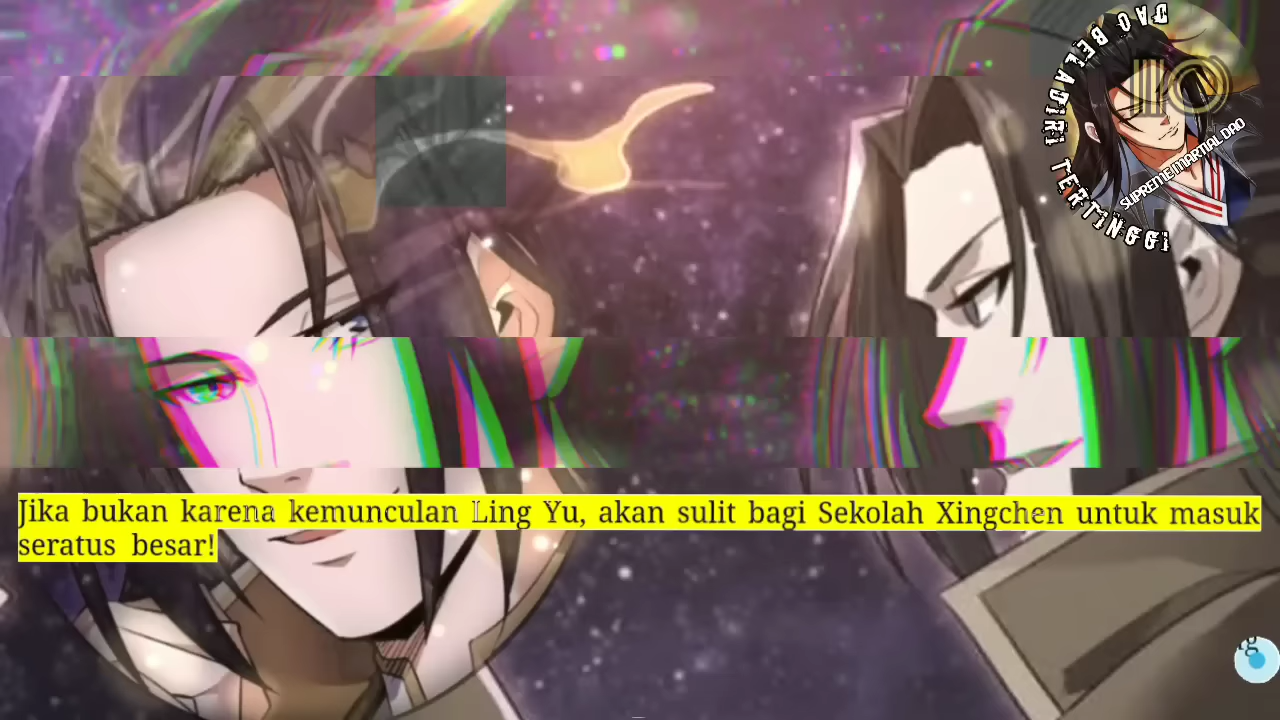 DAO BELADIRI TERTINGGI
SUPREME MARTIAL DAO
Jika bukan karena kemunculan Ling Yu, akan sulit bagi Sekolah Xingchen untuk masuk
seratus besar!